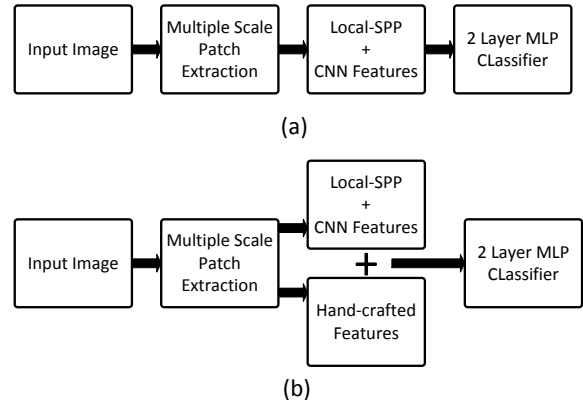 Input Image
Multiple Scale
Patch
Extraction
Local-SPP
+
CNN Features
2 Layer MLP
CLassifier
(a)
Input Image
Multiple Scale
Patch
Extraction
Local-SPP
+
CNN Features
+
Hand-crafted
Features
2 Layer MLP
CLassifier
(b)